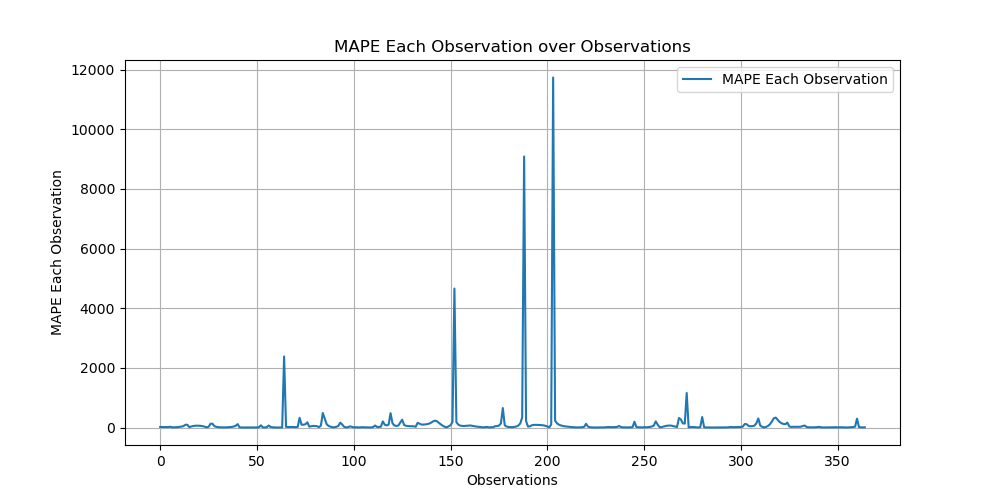 MAPE Each Observation over Observations
MAPE Each Observation
12000
10000
8000
6000
4000
2000
0
MAPE Each Observation
0 50 100 150 200 250 300 350
Observations